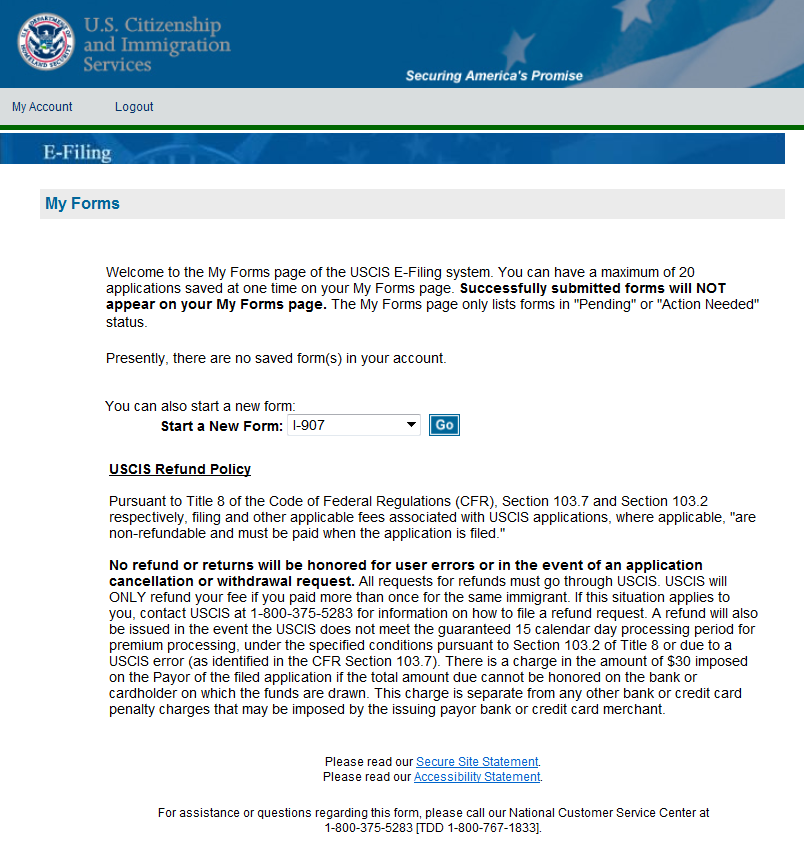 U.S. Citizenship
and Immigration
Services
Securing America's Promise
My Account Logout
E-Filing
My Forms
Welcome to the My Forms page of the USCIS E-Filing system. You can have a maximum of 20
applications saved at one time on your My Forms page. Successfully submitted forms will NOT
appear on your My Forms page. The My Forms page only lists forms in "Pending" or "Action Needed"
status.
Presently, there are no saved form(s) in your account.
You can also start a new form:
Start a New Form: I-907 Go
USCIS Refund Policy
Pursuant to Title 8 of the Code of Federal Regulations (CFR), Section 103.7 and Section 103.2
respectively, filing and other applicable fees associated with USCIS applications, where applicable, "are
non-refundable and must be paid when the application is filed."
No refund or returns will be honored for user errors or in the event of an application
cancellation or withdrawal request. All requests for refunds must go through USCIS. USCIS will
ONLY refund your fee if you paid more than once for the same immigrant. If this situation applies to
you, contact USCIS at 1-800-375-5283 for information on how to file a refund request. A refund will also
be issued in the event the USCIS does not meet the guaranteed 15 calendar day processing period for
premium processing, under the specified conditions pursuant to Section 103.2 of Title 8 or due to a
USCIS error (as identified in the CFR Section 103.7). There is a charge in the amount of $30 imposed
on the Payor of the filed application if the total amount due cannot be honored on the bank or
cardholder on which the funds are drawn. This charge is separate from any other bank or credit card
penalty charges that may be imposed by the issuing payor bank or credit card merchant.
Please read our Secure Site Statement.
Please read our Accessibility Statement.
For assistance or questions regarding this form, please call our National Customer Service Center at
1-800-375-5283 [TDD 1-800-767-1833].